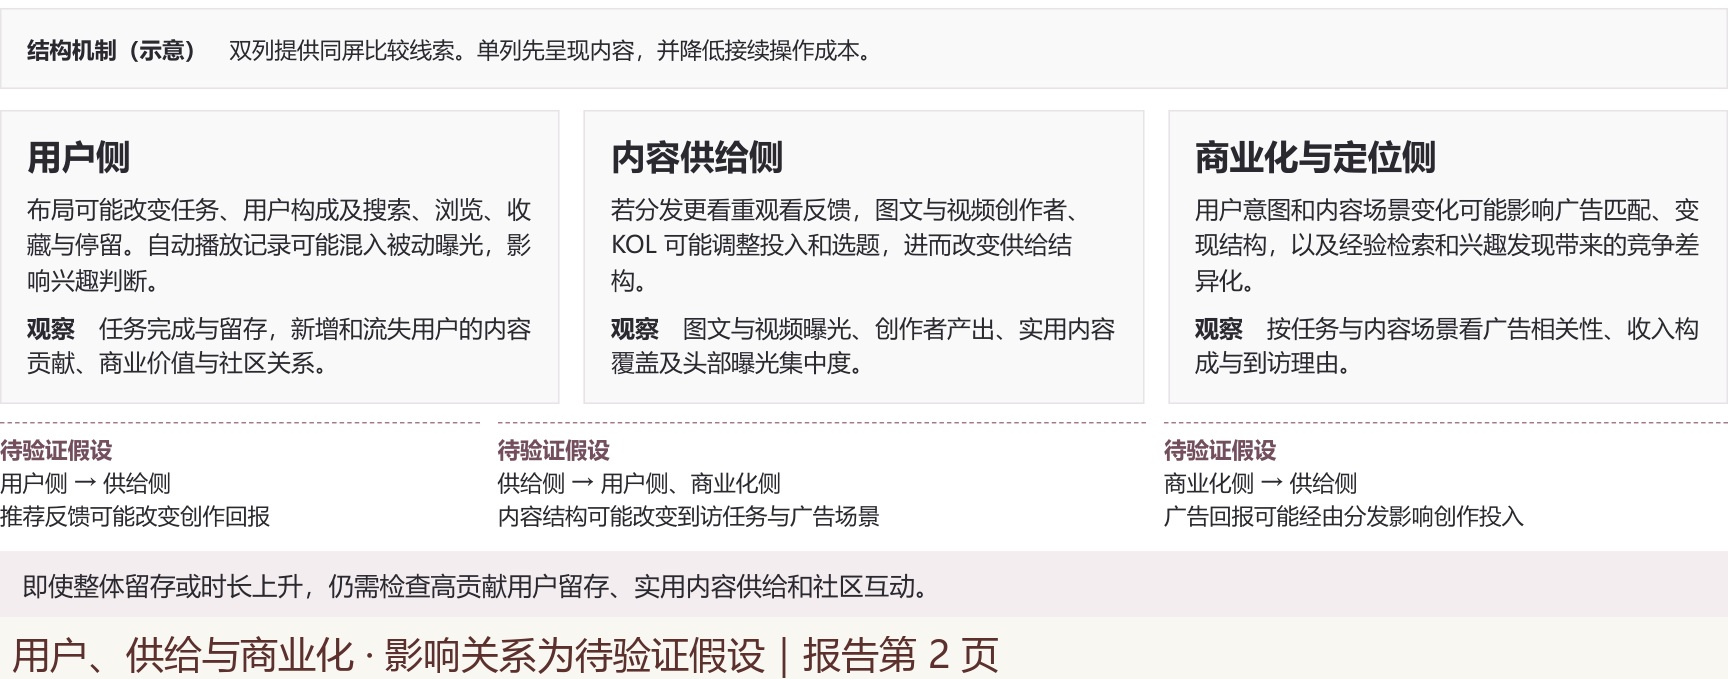 结构机制（示意） 双列提供同屏比较线索。单列先呈现内容，并降低接续操作成本。
用户侧
布局可能改变任务、用户构成及搜索、浏览、收
藏与停留。自动播放记录可能混入被动曝光，影
响兴趣判断。
观察 任务完成与留存，新增和流失用户的内容
贡献、商业价值与社区关系。
内容供给侧
若分发更看重观看反馈，图文与视频创作者、
KOL 可能调整投入和选题，进而改变供给结
构。
观察 图文与视频曝光、创作者产出、实用内容
覆盖及头部曝光集中度。
商业化与定位侧
用户意图和内容场景变化可能影响广告匹配、变
现结构，以及经验检索和兴趣发现带来的竞争差
异化。
观察 按任务与内容场景看广告相关性、收入构
成与到访理由。
待验证假设
用户侧 → 供给侧
推荐反馈可能改变创作回报
待验证假设
供给侧 → 用户侧、商业化侧
内容结构可能改变到访任务与广告场景
待验证假设
商业化侧 → 供给侧
广告回报可能经由分发影响创作投入
即使整体留存或时长上升，仍需检查高贡献用户留存、实用内容供给和社区互动。
用户、供给与商业化 · 影响关系为待验证假设 | 报告第 2 页